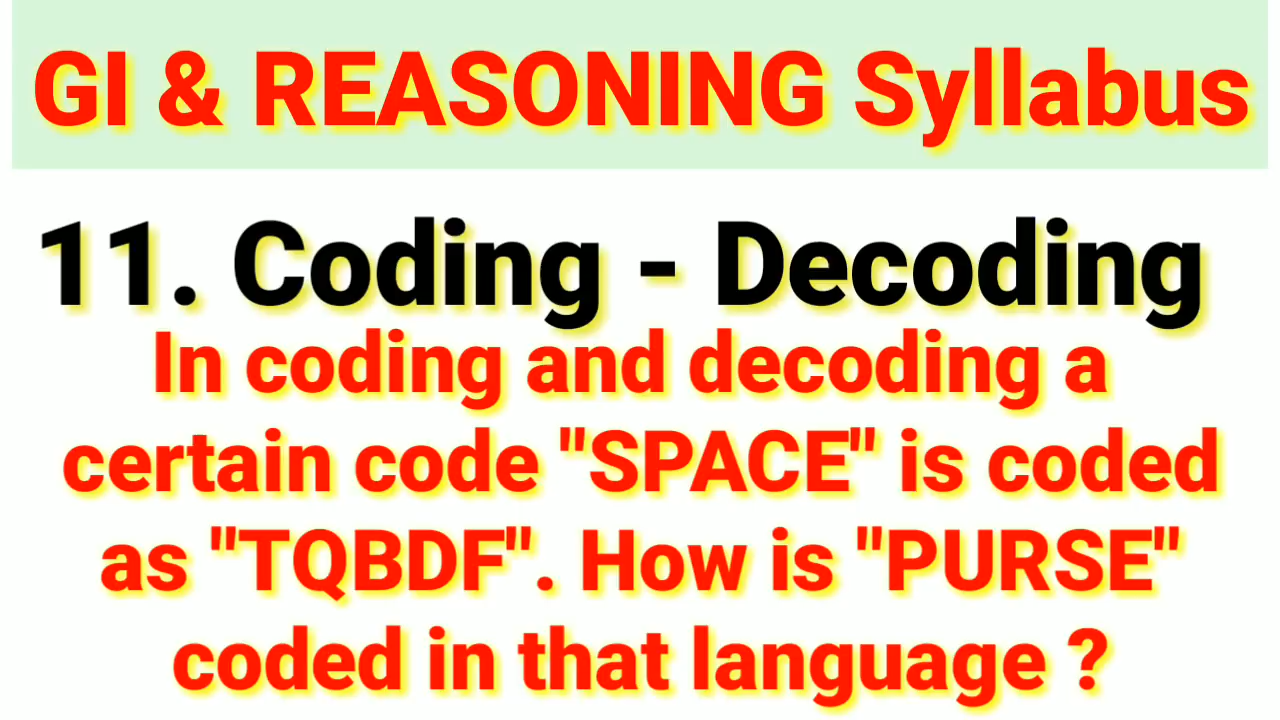 GI & REASONING Syllabus
11. Coding - Decoding
In coding and decoding a
certain code "SPACE" is coded
as "TQBDF". How is "PURSE"
coded in that language ?